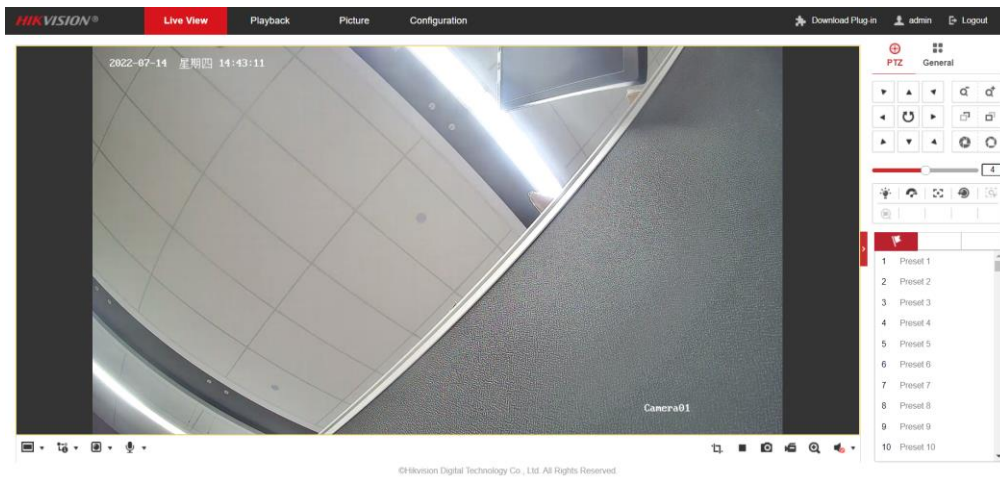 HIKVISION® Live View Playback Picture Configuration Download Plug-in admin Logout
2022-07-14 星期四 14:43:11
Camera01
PTZ General
4
1 Preset 1
2 Preset 2
3 Preset 3
4 Preset 4
5 Preset 5
6 Preset 6
7 Preset 7
8 Preset 8
9 Preset 9
10 Preset 10
©Hikvision Digital Technology Co., Ltd. All Rights Reserved.